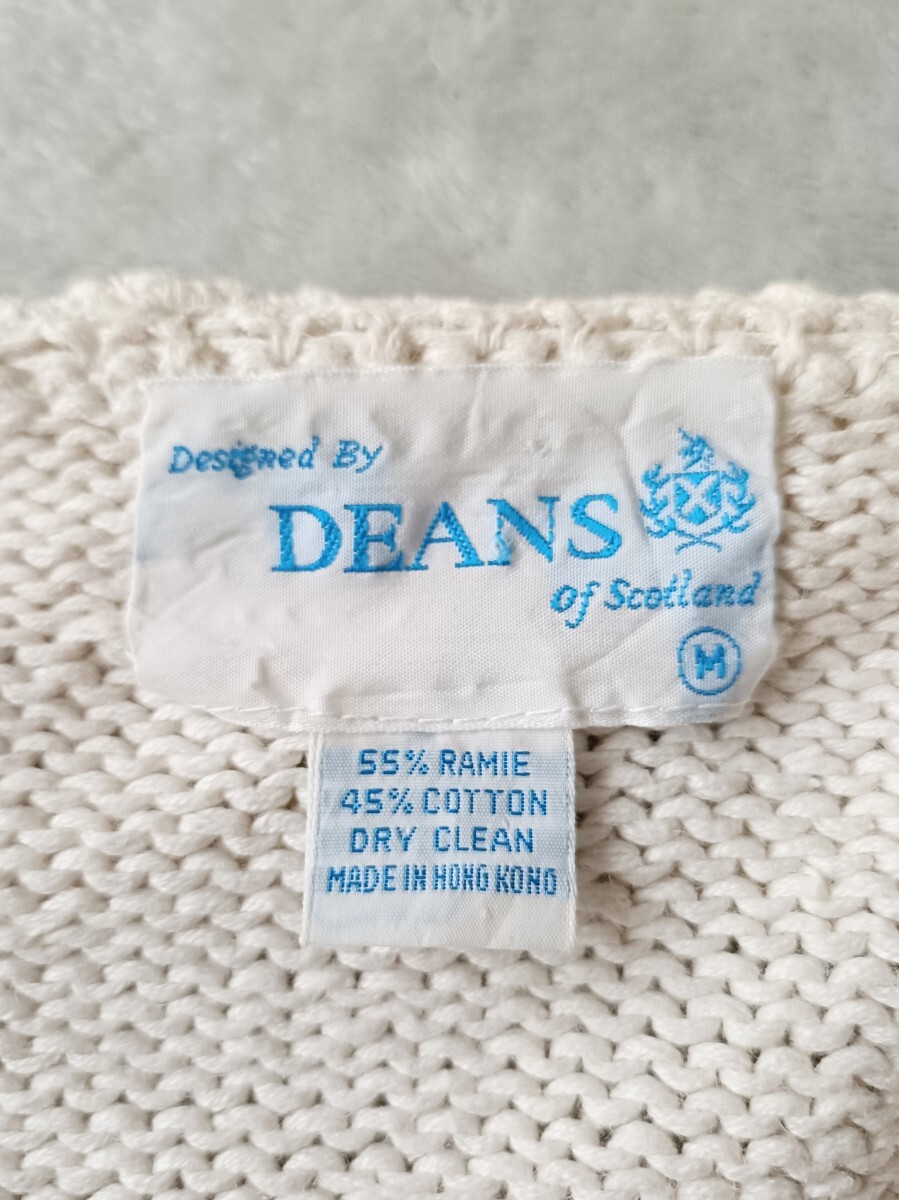 Designed By
DEANS
of Scotland
M
55% RAMIE
45% COTTON
DRY CLEAN
MADE IN HONG KONG